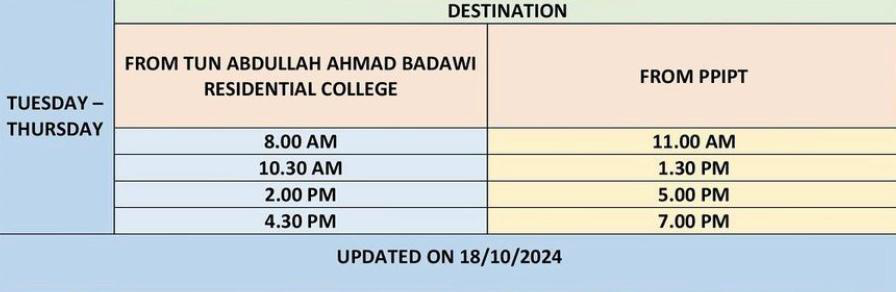 DESTINATION
TUESDAY –
THURSDAY
FROM TUN ABDULLAH AHMAD BADAWI
RESIDENTIAL COLLEGE
FROM PPIPT
8.00 AM
11.00 AM
10.30 AM
1.30 PM
2.00 PM
5.00 PM
4.30 PM
7.00 PM
UPDATED ON 18/10/2024